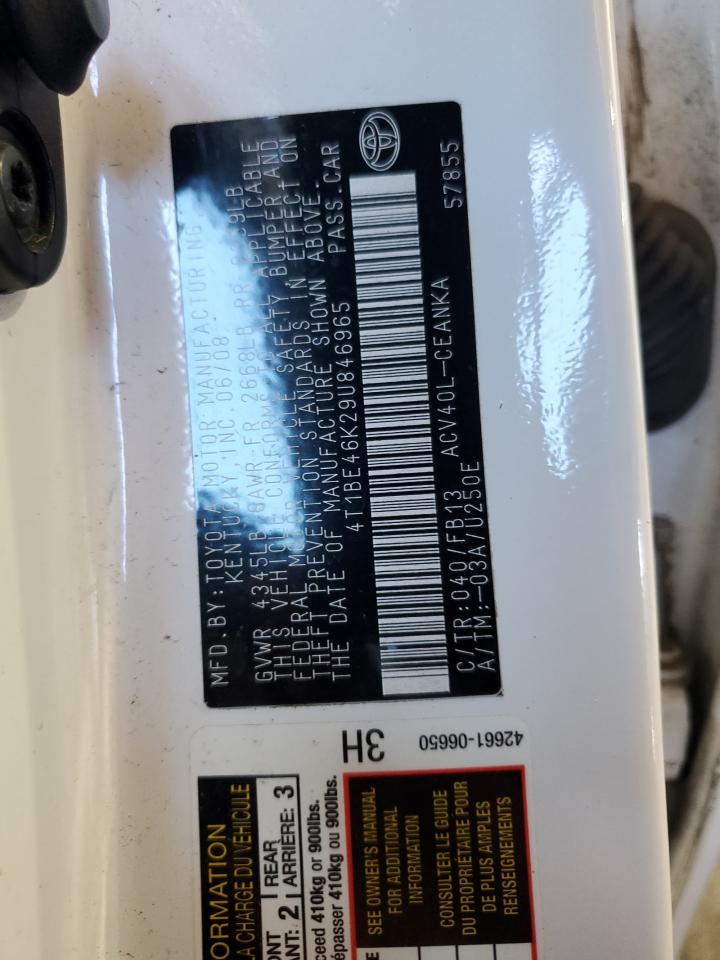 MFD.BY:TOYOTA MOTOR MANUFACTURING
KENTUCKY, INC. 06/08
GVWR 4345LB GAWR FR 2668LB RR
THIS VEHICLE CONFORMS TO ALL APPLICABLE
FEDERAL MOTOR VEHICLE SAFETY, BUMPER, AND
THEFT PREVENTION STANDARDS IN EFFECT ON
THE DATE OF MANUFACTURE SHOWN ABOVE.
4T1BE46K29U846965 PASS.CAR
C/TR:040/FB13 ACV40L-CEANKA 57855
A/TM:-03A/U250E
3H
42661-06650
ORMATION
LA CHARGE DU VÉHICULE
ONT
ANT: 2
REAR
ARRIÈRE: 3
ceed 410kg or 900lbs.
épasser 410kg ou 900lbs.
SEE OWNER'S MANUAL
FOR ADDITIONAL
INFORMATION
CONSULTER LE GUIDE
DU PROPRIÉTAIRE POUR
DE PLUS AMPLES
RENSEIGNEMENTS